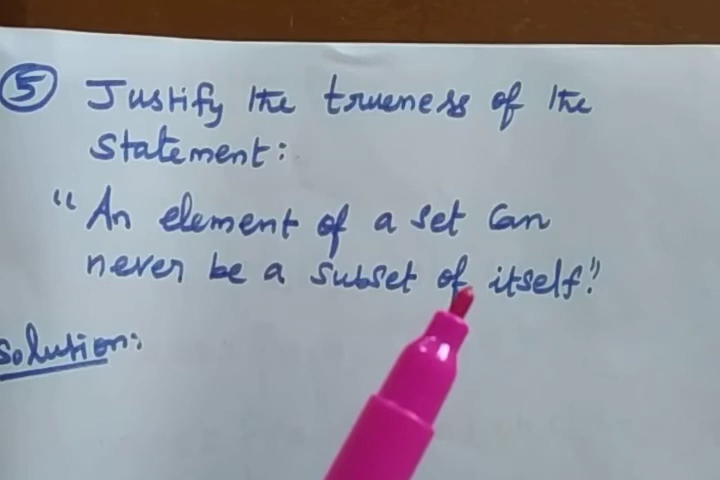 5 Justify the trueness of the
statement:
"An element of a set can
never be a subset of itself."
Solution: